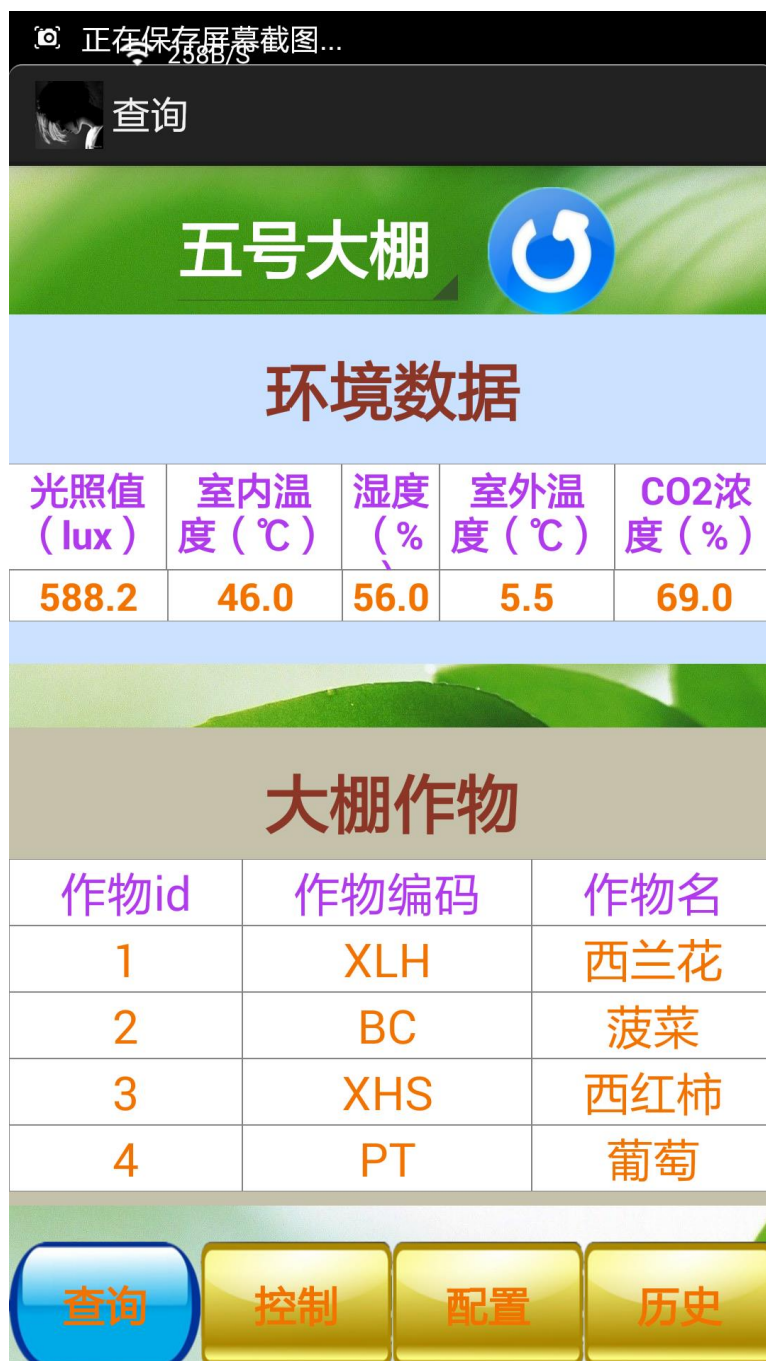 正在保存屏幕截图...
258B/S
查询
五号大棚
环境数据
光照值 室内温 湿度 室外温 CO2浓
（lux） 度（℃） （% 度（℃） 度（%）
）
588.2 46.0 56.0 5.5 69.0
大棚作物
作物id 作物编码 作物名
1 XLH 西兰花
2 BC 菠菜
3 XHS 西红柿
4 PT 葡萄
查询 控制 配置 历史